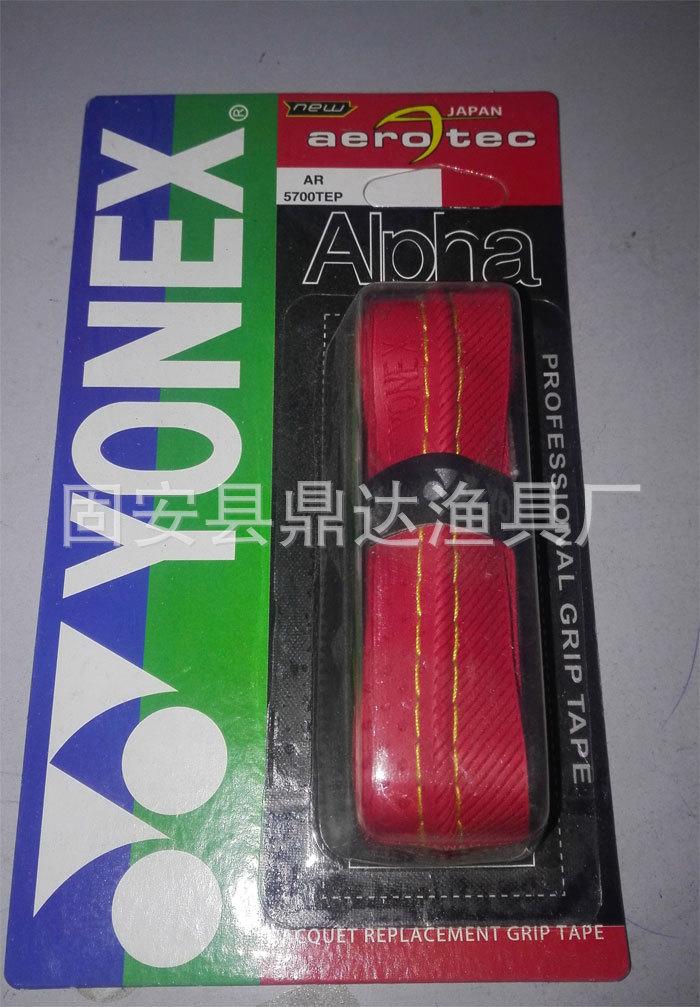 new
JAPAN
aerotec
AR
5700TEP
YONEX®
Alpha
YONEX
PROFESSIONAL GRIP TAPE
固安县鼎达渔具厂
CQUET REPLACEMENT GRIP TAPE